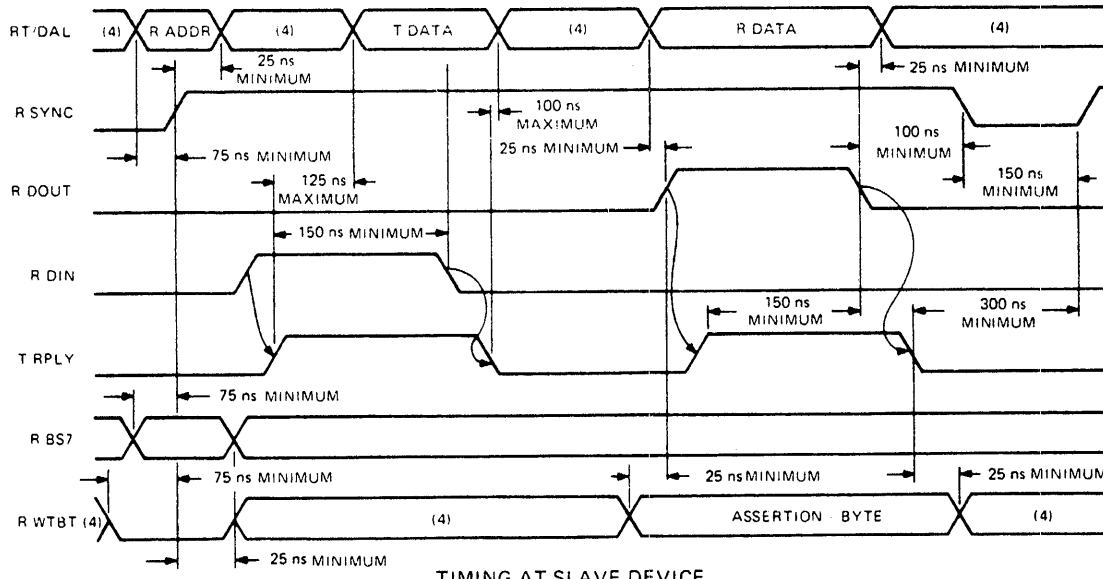 RT/DAL (4) R ADDR (4) T DATA (4) R DATA (4)
25 ns
MINIMUM
25 ns MINIMUM
R SYNC
100 ns
MAXIMUM
100 ns
MINIMUM
75 ns MINIMUM
25 ns MINIMUM
150 ns
MINIMUM
R DOUT
125 ns
MAXIMUM
150 ns MINIMUM
R DIN
150 ns
MINIMUM
300 ns
MINIMUM
T RPLY
75 ns MINIMUM
R BS7
75 ns MINIMUM
25 ns MINIMUM
25 ns MINIMUM
R WTBT (4) (4) ASSERTION - BYTE (4)
25 ns MINIMUM
TIMING AT SLAVE DEVICE